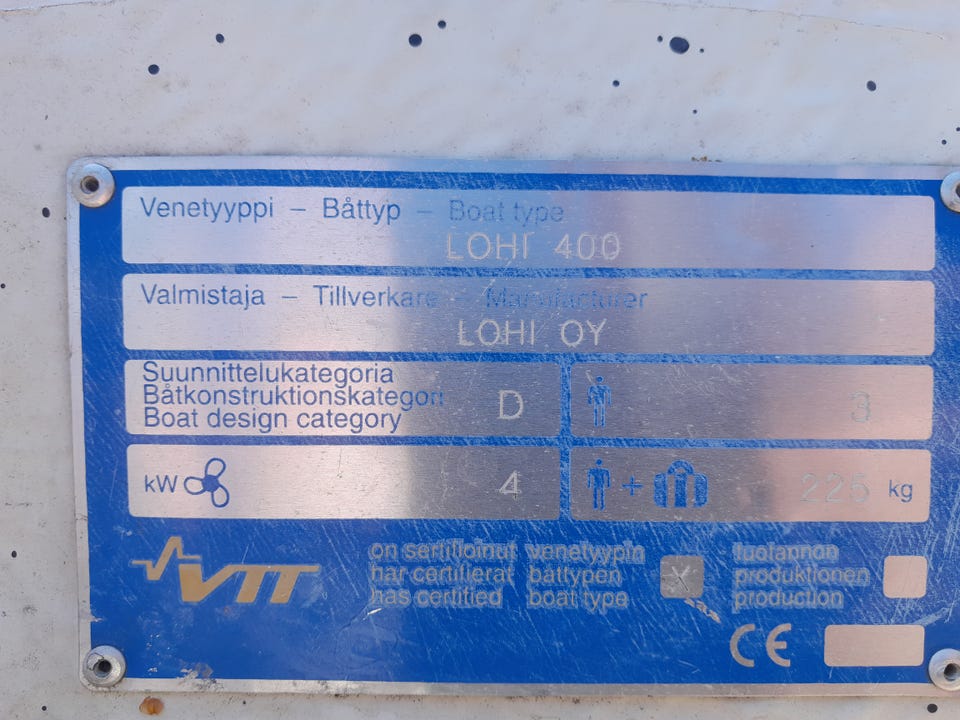 Venetyyppi – Båttyp – Boat type
LOHI 400
Valmistaja – Tillverkare – Manufacturer
LOHI OY
Suunnittelukategoria
Båtkonstruktionskategori
Boat design category
D
3
kW
4
+
225 kg
VTT
on sertifioinut venetyypin
har certifierat båttypen
has certified boat type
X
tuotannon
produktionen
production
CE